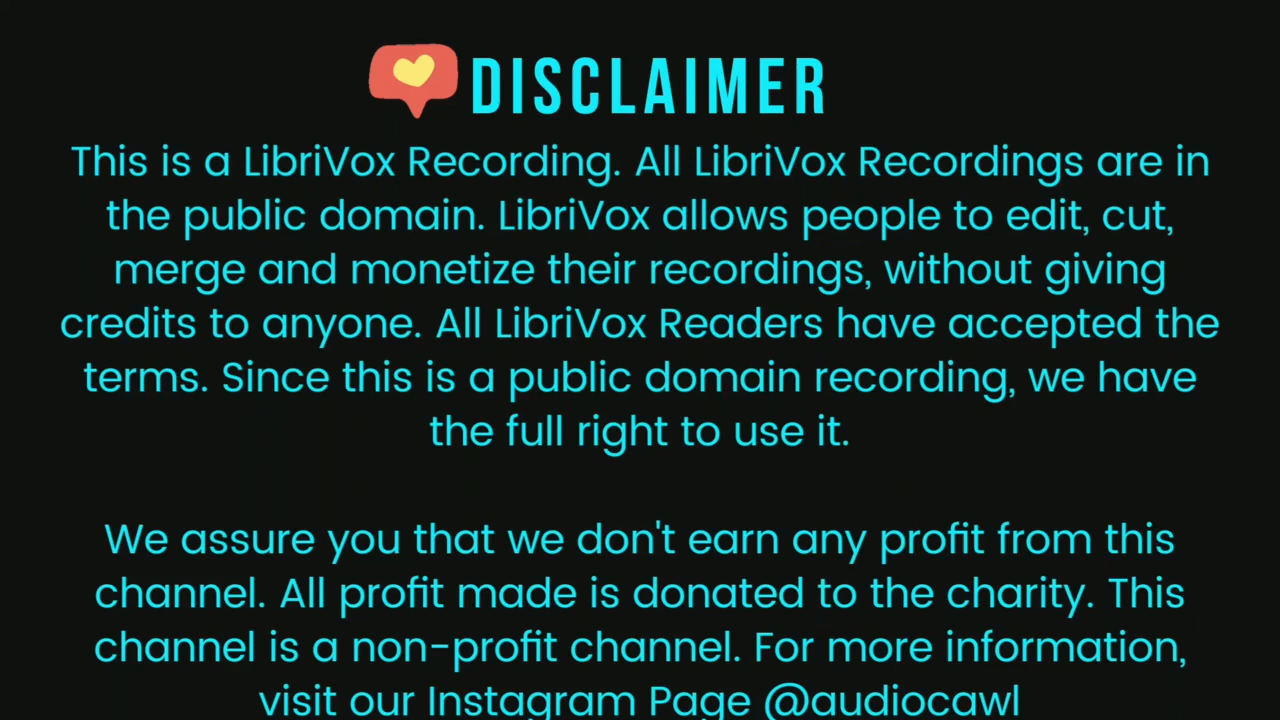 DISCLAIMER
This is a LibriVox Recording. All LibriVox Recordings are in
the public domain. LibriVox allows people to edit, cut,
merge and monetize their recordings, without giving
credits to anyone. All LibriVox Readers have accepted the
terms. Since this is a public domain recording, we have
the full right to use it.
We assure you that we don't earn any profit from this
channel. All profit made is donated to the charity. This
channel is a non-profit channel. For more information,
visit our Instagram Page @audiocawl